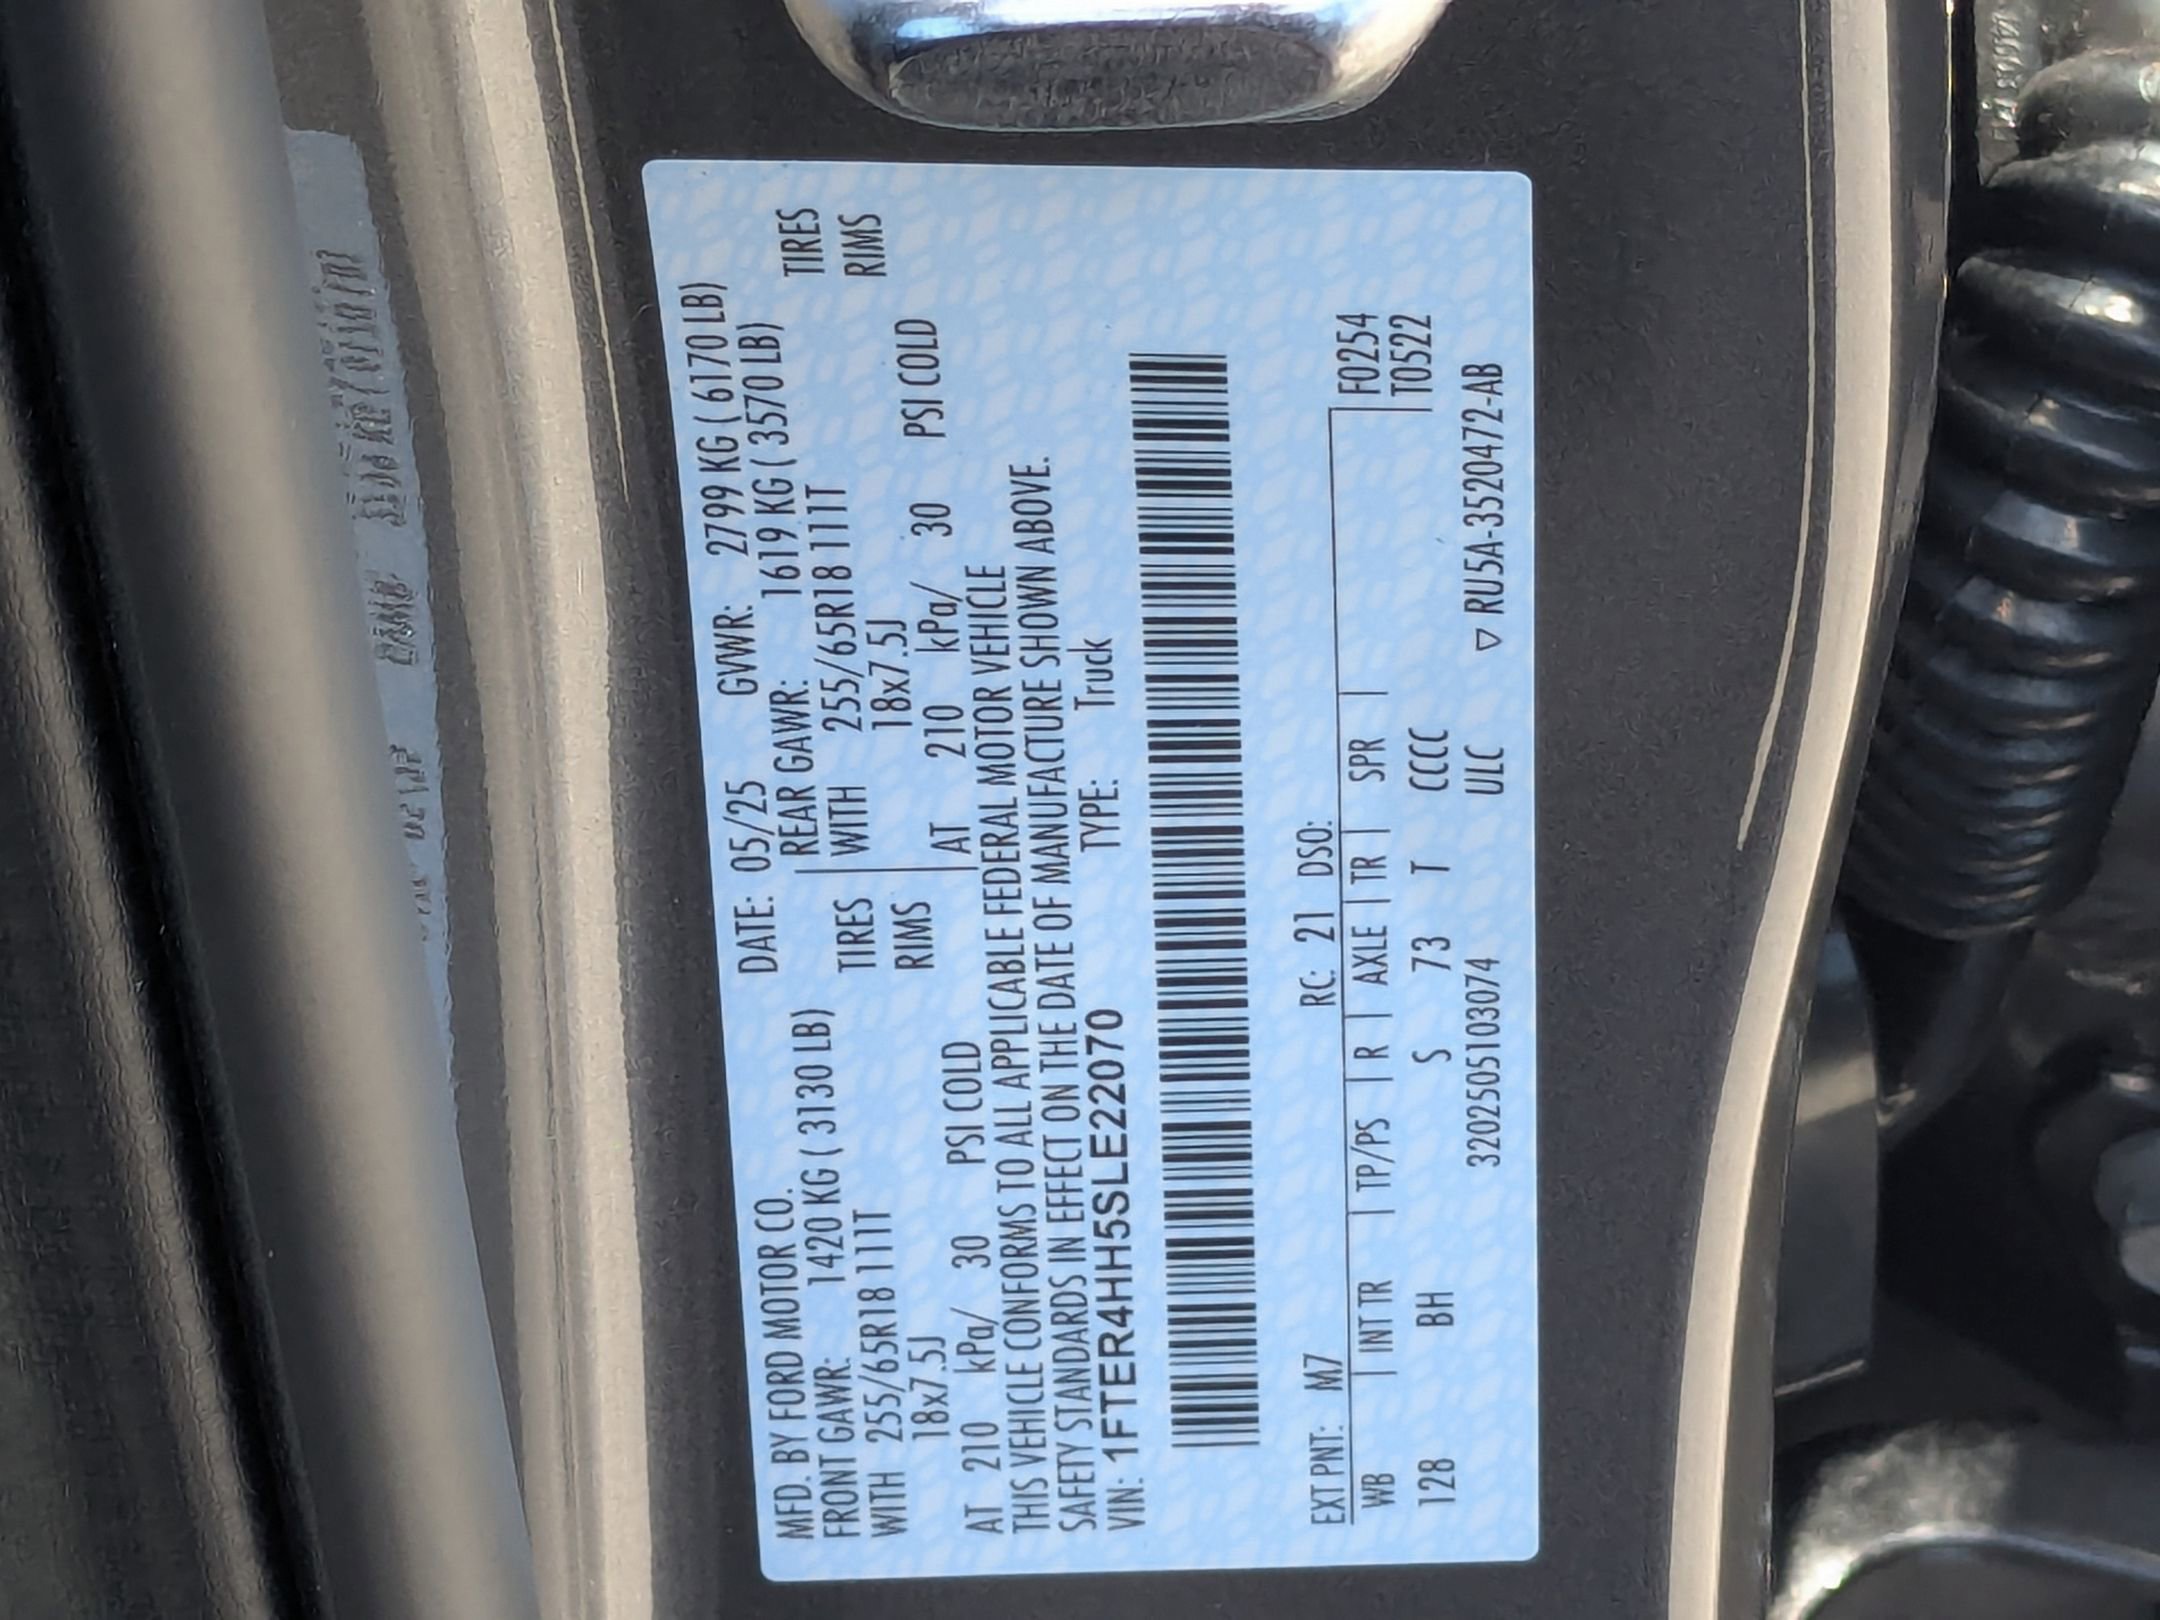 MFD. BY FORD MOTOR CO. DATE: 05/25 GVWR: 2799 KG ( 6170 LB)
FRONT GAWR: 1420 KG ( 3130 LB) REAR GAWR: 1619 KG ( 3570 LB)
WITH 255/65R18 111T TIRES WITH 255/65R18 111T TIRES
18x7.5J RIMS 18x7.5J RIMS
AT 210 kPa/ 30 PSI COLD AT 210 kPa/ 30 PSI COLD
THIS VEHICLE CONFORMS TO ALL APPLICABLE FEDERAL MOTOR VEHICLE
SAFETY STANDARDS IN EFFECT ON THE DATE OF MANUFACTURE SHOWN ABOVE.
VIN: 1FTER4HH5SLE22070 TYPE: Truck
EXT PNT: M7 RC: 21 DSO: F0254
WB INT TR TP/PS R AXLE TR SPR T0522
128 BH S 73 T CCCC
3202505103074 ULC ▽ RU5A-3520472-AB